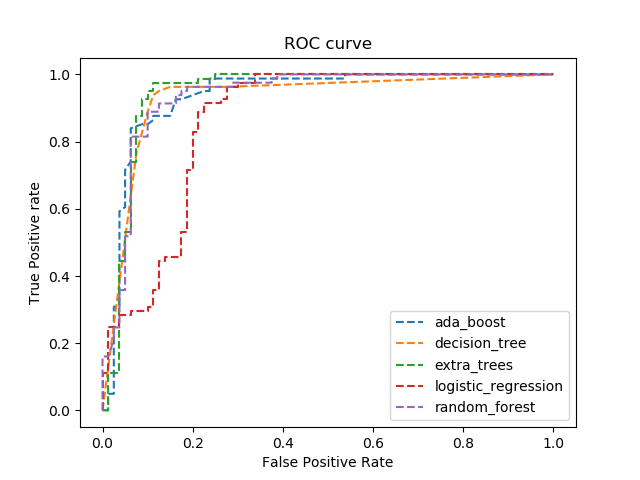 ROC curve
True Positive rate
1.0
0.8
0.6
0.4
0.2
0.0
0.0
0.2
0.4
0.6
0.8
1.0
False Positive Rate
ada_boost
decision_tree
extra_trees
logistic_regression
random_forest